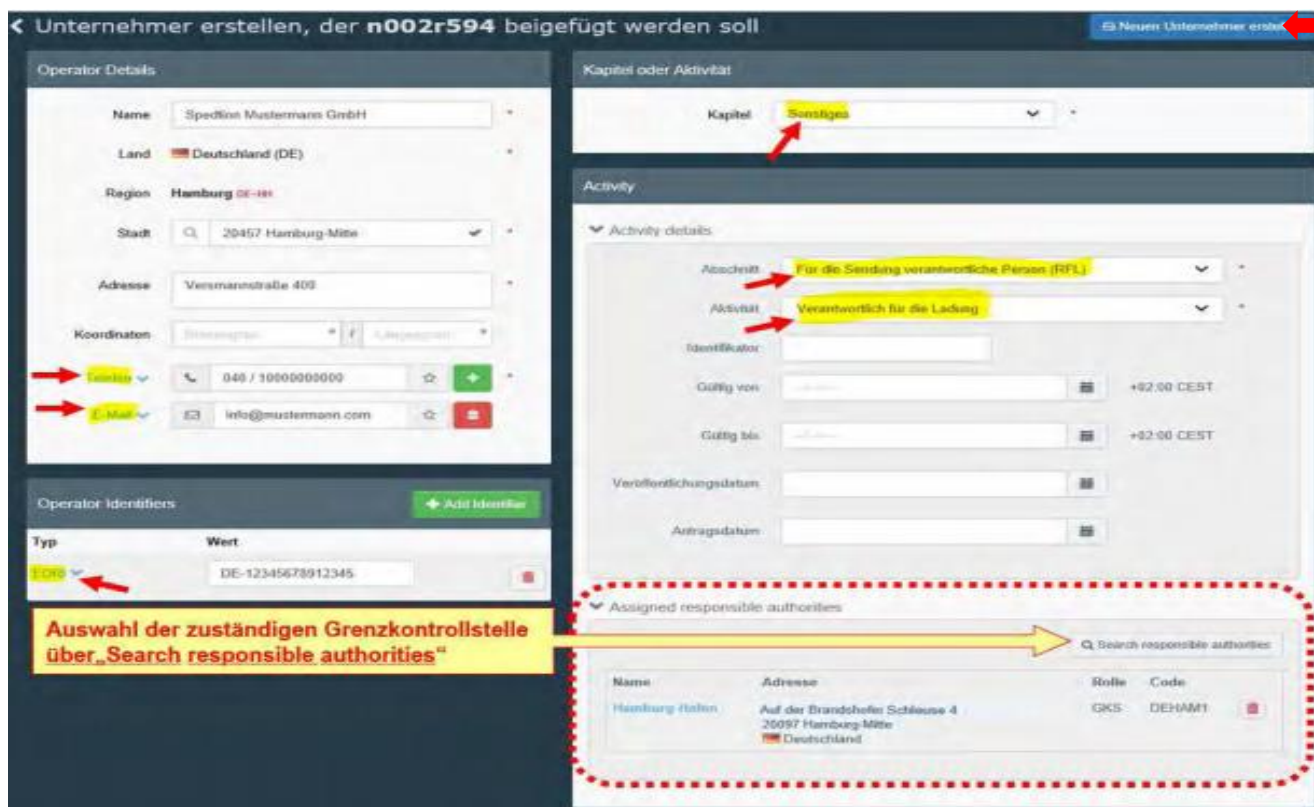 Unternehmer erstellen, der n002r594 beigefügt werden soll
Neuen Unternehmer erstel
Operator Details
Name Spedtion Mustermann GmbH *
Land Deutschland (DE) *
Region Hamburg
Stadt 20457 Hamburg-Mitte *
Adresse Versmannstraße 400 *
Koordinaten
Telefon 040 / 10000000000 *
E-Mail info@mustermann.com
Operator Identifiers
Add Identifier
Typ Wert
EORI DE-12345678912345
Auswahl der zuständigen Grenzkontrollstelle
über„Search responsible authorities“
Kapitel oder Aktivität
Kapitel Sonstiges *
Activity
Activity details
Abschnitt Für die Sendung verantwortliche Person (RFL) *
Aktivität Verantwortlich für die Ladung *
Identifikator
Gültig von +02:00 CEST
Gültig bis +02:00 CEST
Veröffentlichungsdatum
Antragsdatum
Assigned responsible authorities
Search responsible authorities
Name Adresse Rolle Code
Hamburg-Hafen Auf der Brandshofer Schleuse 4 GKS DEHAM1
20097 Hamburg-Mitte
Deutschland